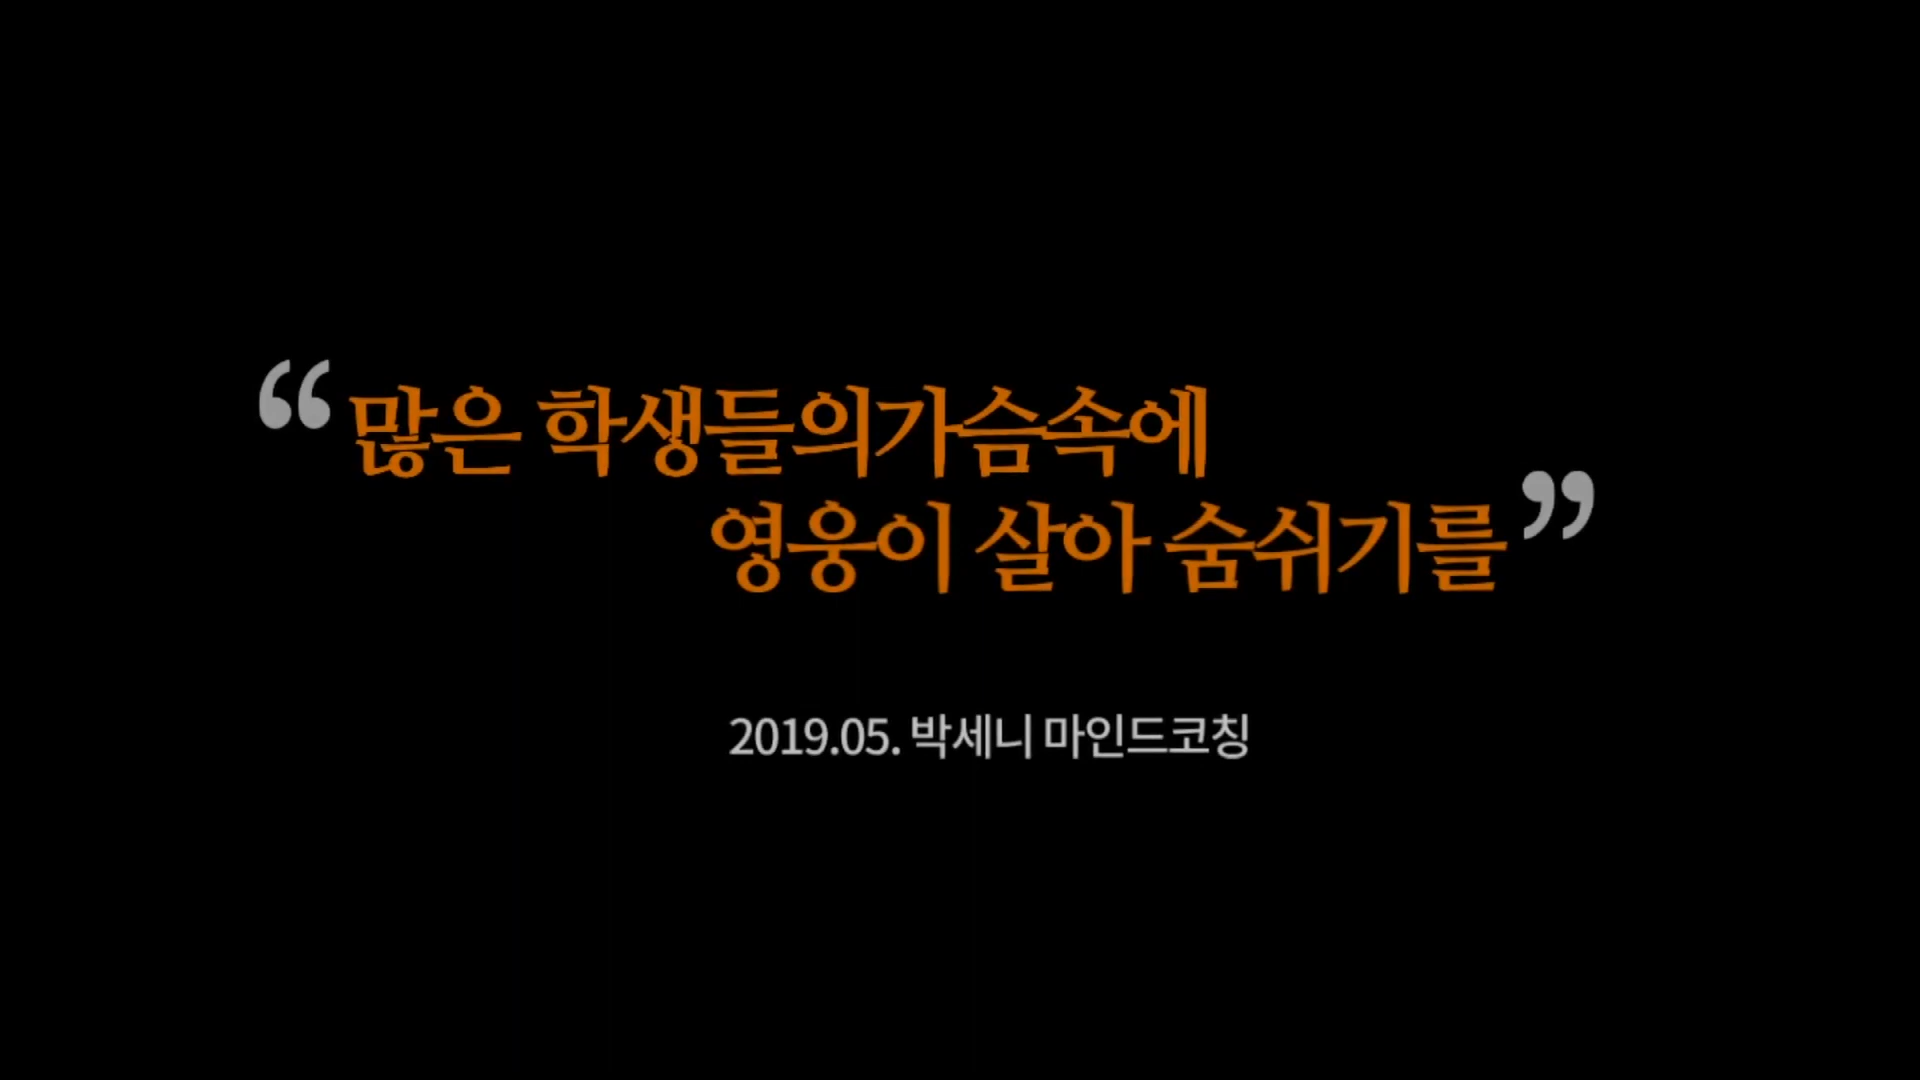 “많은 학생들의가슴속에
영웅이 살아 숨쉬기를”
2019.05. 박세니 마인드코칭